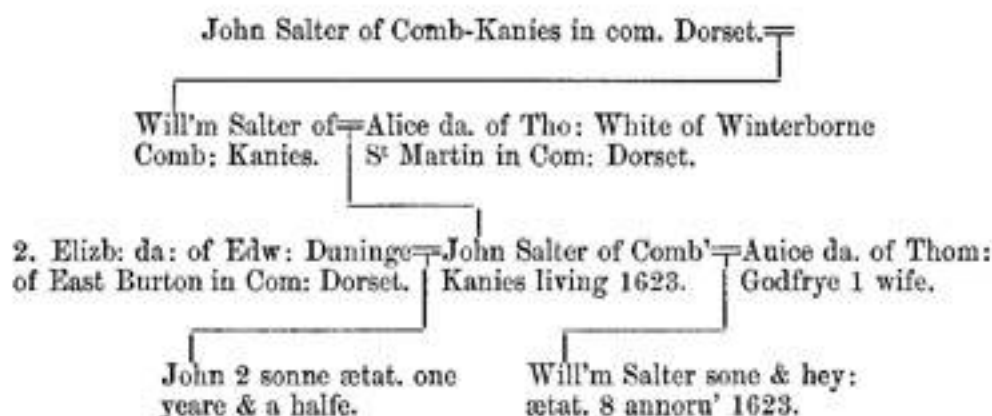 John Salter of Comb-Kanies in com. Dorset.
Will'm Salter of Alice da. of Tho: White of Winterborne
Comb: Kanies. St Martin in Com: Dorset.
2. Elizb: da: of Edw: Duninge John Salter of Comb' Anice da. of Thom:
of East Burton in Com: Dorset. Kanies living 1623. Godfrye 1 wife.
John 2 sonne ætat. one Will'm Salter sone & hey:
yeare & a halfe. ætat. 8 annoru' 1623.